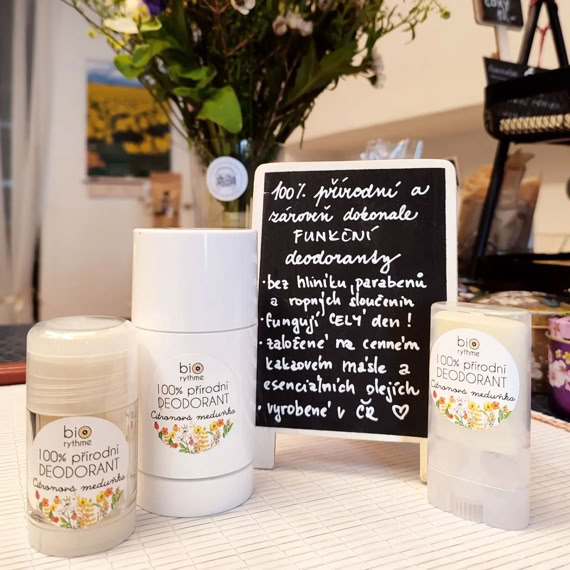 100% přírodní a
zároveň dokonale
FUNKČNÍ
deodoranty
• bez hliníku, parabenů
a ropných sloučenin
• fungují CELÝ den!
• založené na cenném
kakaovém másle a
esenciálních olejích
• vyrobené v ČR ♡
bio
rythme
100% přírodní
DEODORANT
Citronová meduňka
bio
rythme
100% přírodní
DEODORANT
Citronová meduňka
bio
rythme
100% přírodní
DEODORANT
Citronová meduňka